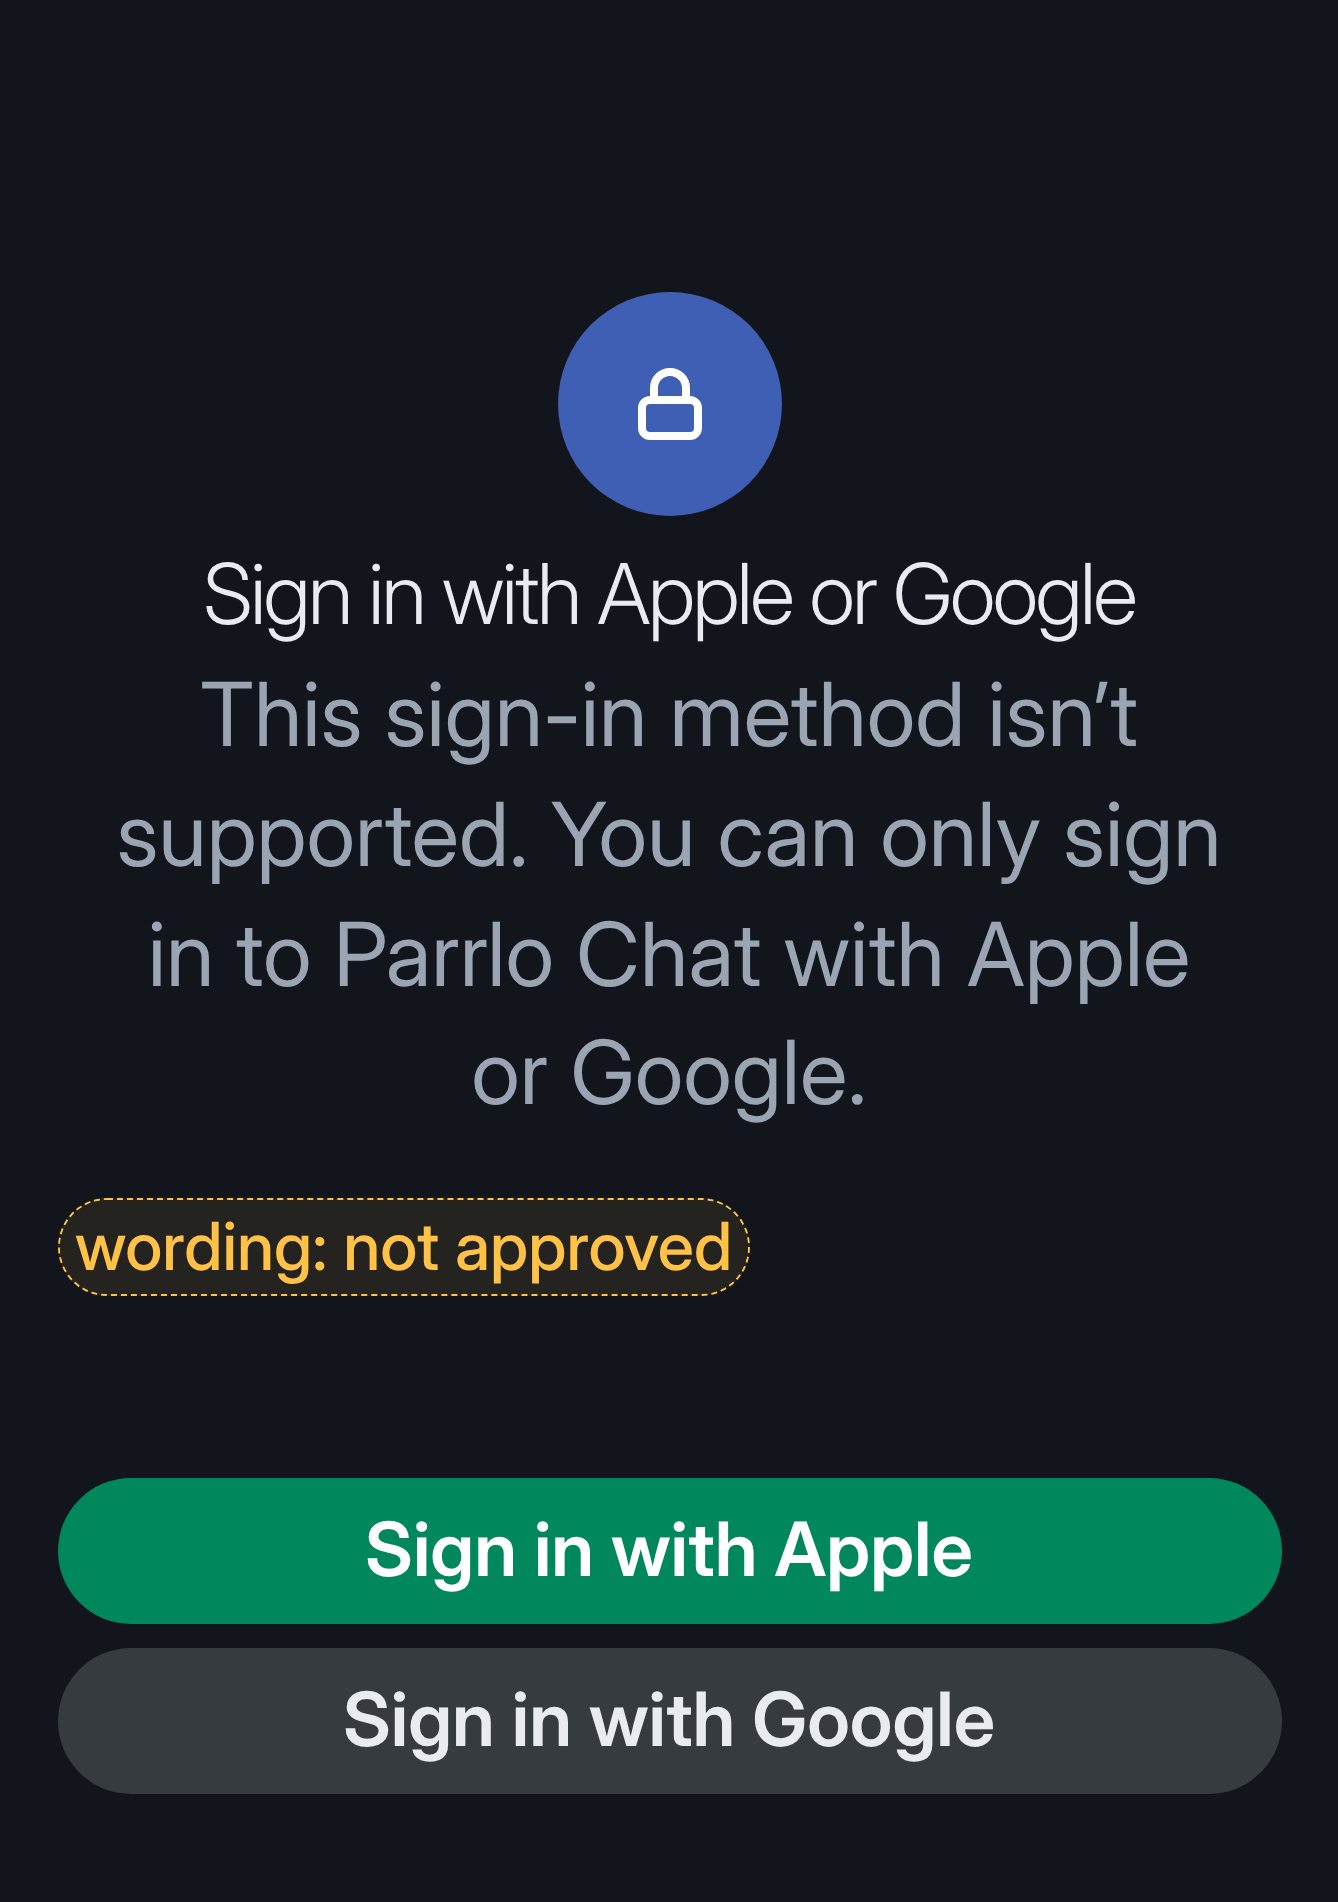 Sign in with Apple or Google
This sign-in method isn’t
supported. You can only sign
in to Parrlo Chat with Apple
or Google.
wording: not approved
Sign in with Apple
Sign in with Google